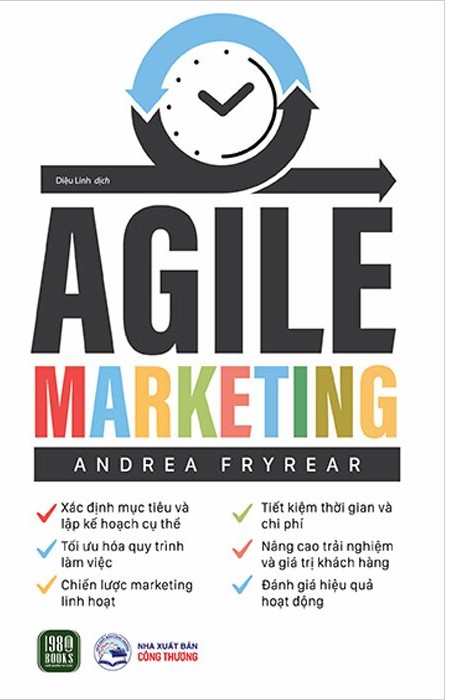 Diệu Linh dịch
AGILE
MARKETING
ANDREA FRYREAR
Xác định mục tiêu và
lập kế hoạch cụ thể
Tối ưu hóa quy trình
làm việc
Chiến lược marketing
linh hoạt
Tiết kiệm thời gian và
chi phí
Nâng cao trải nghiệm
và giá trị khách hàng
Đánh giá hiệu quả
hoạt động
1980
BOOKS
NHÀ XUẤT BẢN
CÔNG THƯƠNG